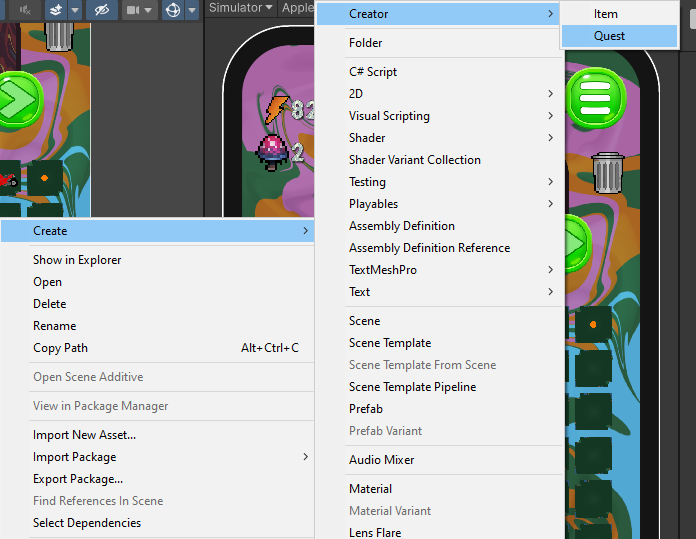 Simulator
Apple
82
2
Create
Show in Explorer
Open
Delete
Rename
Copy Path Alt+Ctrl+C
Open Scene Additive
View in Package Manager
Import New Asset...
Import Package
Export Package...
Find References In Scene
Select Dependencies
Creator
Folder
C# Script
2D
Visual Scripting
Shader
Shader Variant Collection
Testing
Playables
Assembly Definition
Assembly Definition Reference
TextMeshPro
Text
Scene
Scene Template
Scene Template From Scene
Scene Template Pipeline
Prefab
Prefab Variant
Audio Mixer
Material
Material Variant
Lens Flare
Item
Quest